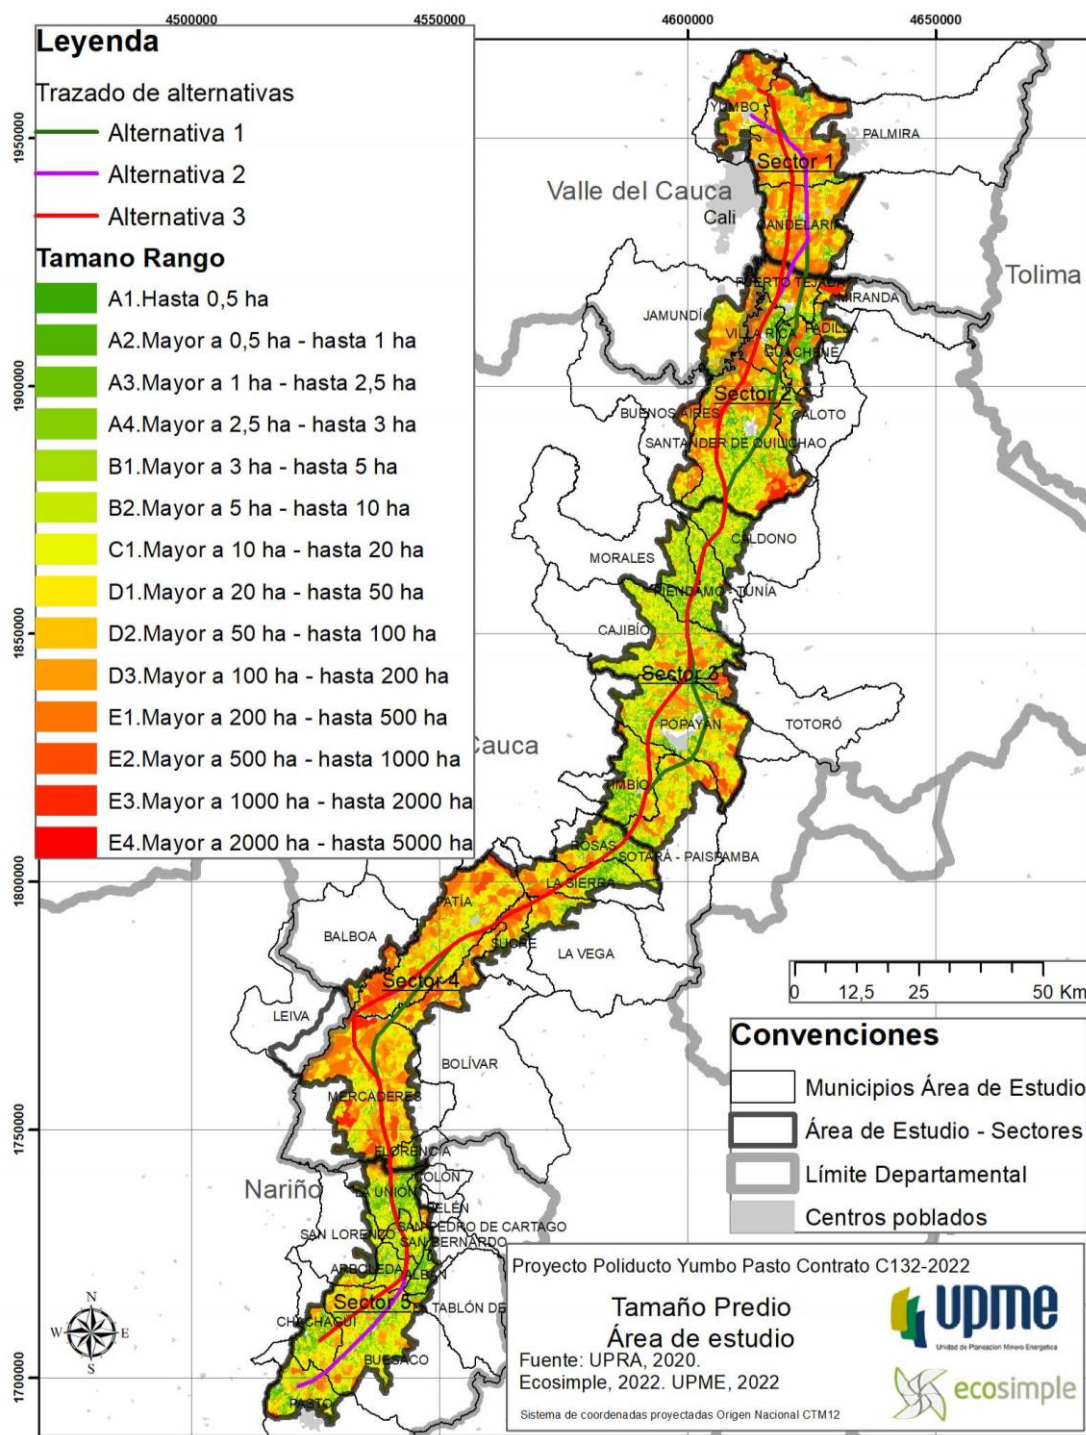 4500000
4550000
4600000
4650000
Leyenda
Trazado de alternativas
Alternativa 1
Alternativa 2
Alternativa 3
Tamano Rango
A1.Hasta 0,5 ha
A2.Mayor a 0,5 ha - hasta 1 ha
A3.Mayor a 1 ha - hasta 2,5 ha
A4.Mayor a 2,5 ha - hasta 3 ha
B1.Mayor a 3 ha - hasta 5 ha
B2.Mayor a 5 ha - hasta 10 ha
C1.Mayor a 10 ha - hasta 20 ha
D1.Mayor a 20 ha - hasta 50 ha
D2.Mayor a 50 ha - hasta 100 ha
D3.Mayor a 100 ha - hasta 200 ha
E1.Mayor a 200 ha - hasta 500 ha
E2.Mayor a 500 ha - hasta 1000 ha
E3.Mayor a 1000 ha - hasta 2000 ha
E4.Mayor a 2000 ha - hasta 5000 ha
1950000
1900000
1850000
1800000
1750000
1700000
YUMBO
PALMIRA
Sector 1
Valle del Cauca
Cali
CANDELARIA
Tolima
PUERTO TEJADA
MIRANDA
JAMUNDÍ
VILLA RICA
PADILLA
GUACHENÉ
Sector 2
BUENOS AIRES
CALOTO
SANTANDER DE QUILICHAO
CALDONO
MORALES
PIENDAMÓ - TUNÍA
CAJIBÍO
Sector 3
POPAYÁN
TOTORÓ
Cauca
TIMBÍO
ROSAS
SOTARÁ - PAISPAMBA
LA SIERRA
PATÍA
BALBOA
SUCRE
LA VEGA
Sector 4
LEIVA
BOLÍVAR
MERCADERES
FLORENCIA
COLÓN
Nariño
LA UNIÓN
BELÉN
SAN PEDRO DE CARTAGO
SAN LORENZO
SAN BERNARDO
ARBOLEDA
ALBÁN
Sector 5
EL TABLÓN DE
CHACHAGÜÍ
BUESACO
PASTO
0 12,5 25 50 Km
Convenciones
Municipios Área de Estudio
Área de Estudio - Sectores
Límite Departamental
Centros poblados
N
W E
S
Proyecto Poliducto Yumbo Pasto Contrato C132-2022
Tamaño Predio
Área de estudio
Fuente: UPRA, 2020.
Ecosimple, 2022. UPME, 2022
Sistema de coordenadas proyectadas Origen Nacional CTM12
upme
Unidad de Planeación Minero Energética
ecosimple